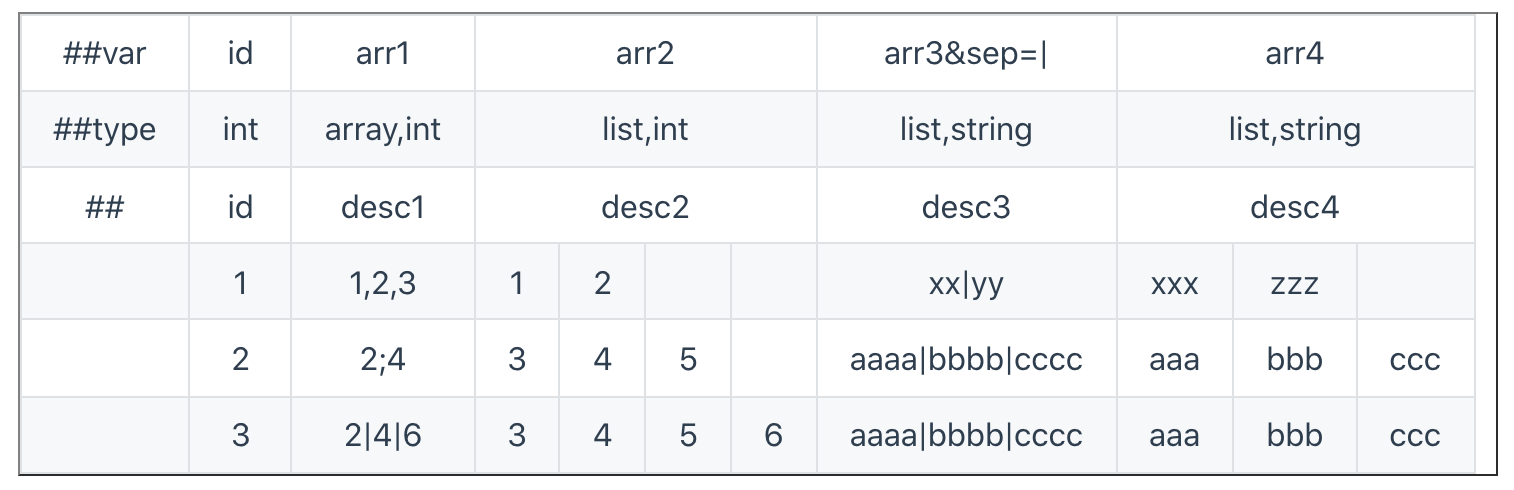 ##var id arr1 arr2 arr3&sep=| arr4
##type int array,int list,int list,string list,string
## id desc1 desc2 desc3 desc4
1 1,2,3 1 2 xx|yy xxx zzz
2 2;4 3 4 5 aaaa|bbbb|cccc aaa bbb ccc
3 2|4|6 3 4 5 6 aaaa|bbbb|cccc aaa bbb ccc